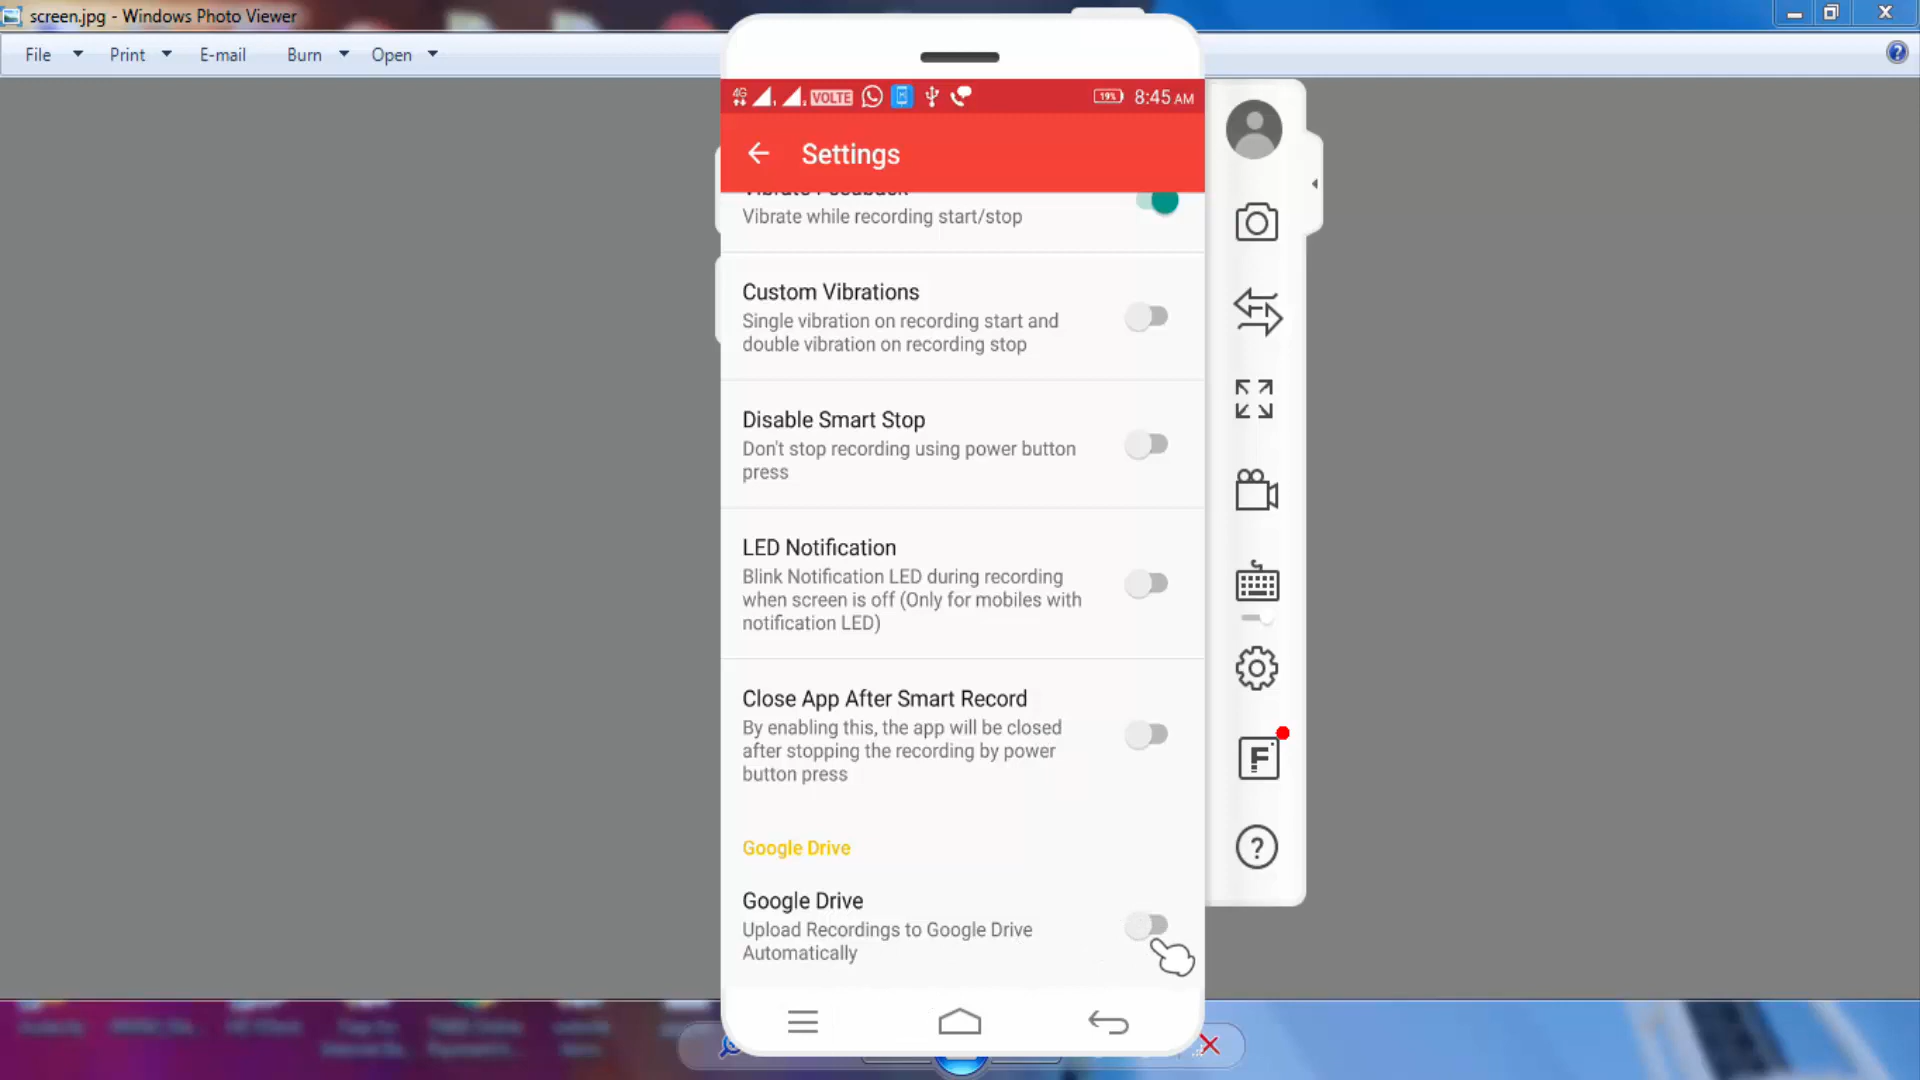 screen.jpg - Windows Photo Viewer
File
Print
E-mail
Burn
Open
4G
VOLTE
19%
8:45 AM
Settings
Vibrate Feedback
Vibrate while recording start/stop
Custom Vibrations
Single vibration on recording start and
double vibration on recording stop
Disable Smart Stop
Don't stop recording using power button
press
LED Notification
Blink Notification LED during recording
when screen is off (Only for mobiles with
notification LED)
Close App After Smart Record
By enabling this, the app will be closed
after stopping the recording by power
button press
F
?
Google Drive
Google Drive
Upload Recordings to Google Drive
Automatically